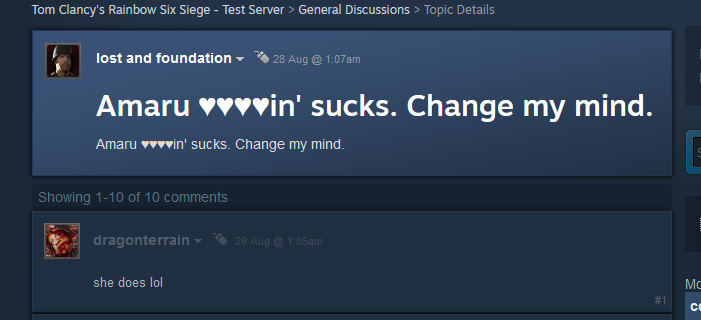 Tom Clancy's Rainbow Six Siege - Test Server > General Discussions > Topic Details
lost and foundation 28 Aug @ 1:07am
Amaru ♥♥♥♥in' sucks. Change my mind.
Amaru ♥♥♥♥in' sucks. Change my mind.
Showing 1-10 of 10 comments
dragonterrain 29 Aug @ 1:05am
she does lol
#1